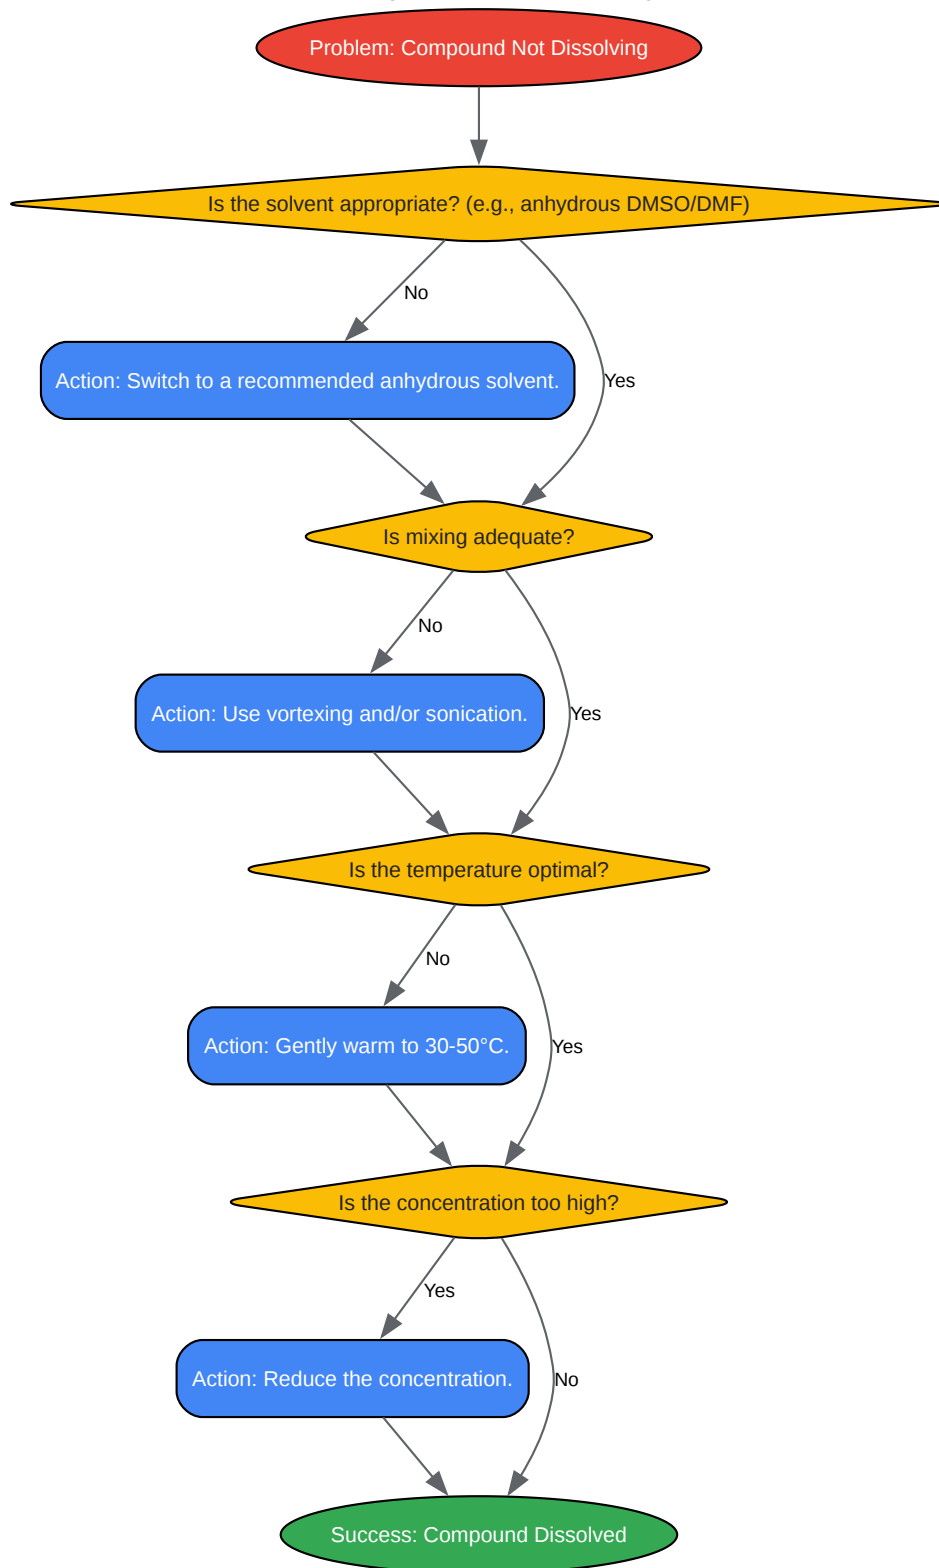 Problem: Compound Not Dissolving
Is the solvent appropriate? (e.g., anhydrous DMSO/DMF)
No
Action: Switch to a recommended anhydrous solvent.
Yes
Is mixing adequate?
No
Action: Use vortexing and/or sonication.
Yes
Is the temperature optimal?
No
Action: Gently warm to 30-50°C.
Yes
Is the concentration too high?
Yes
Action: Reduce the concentration.
No
Success: Compound Dissolved